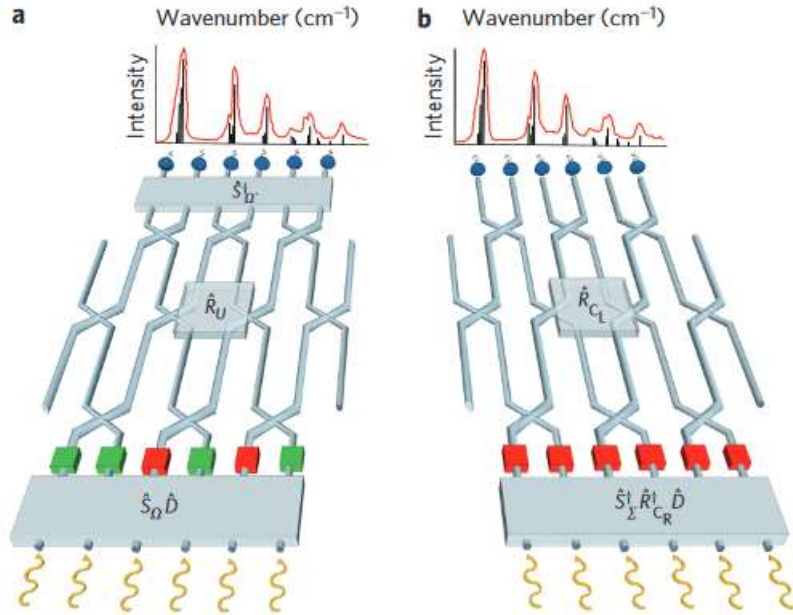 a
Wavenumber (cm⁻¹)
Intensity
Ŝ†Ω'
R̂U
ŜΩD̂
b
Wavenumber (cm⁻¹)
Intensity
R̂CL
Ŝ†ΣR̂†CRD̂